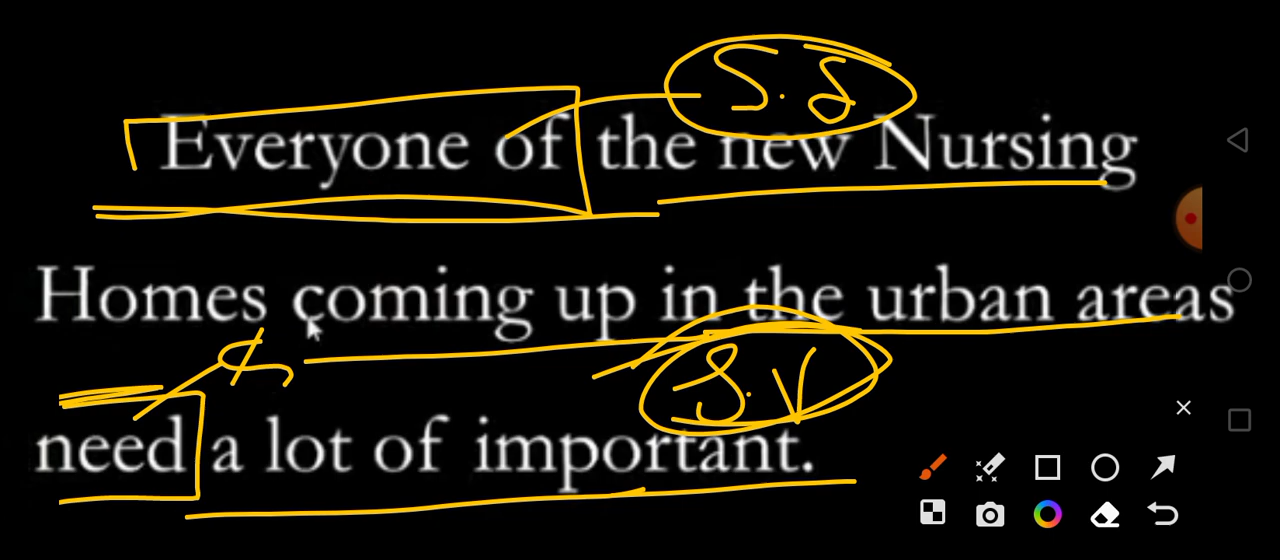 S.S
Everyone of the new Nursing
Homes coming up in the urban areas
S.V
need a lot of important.